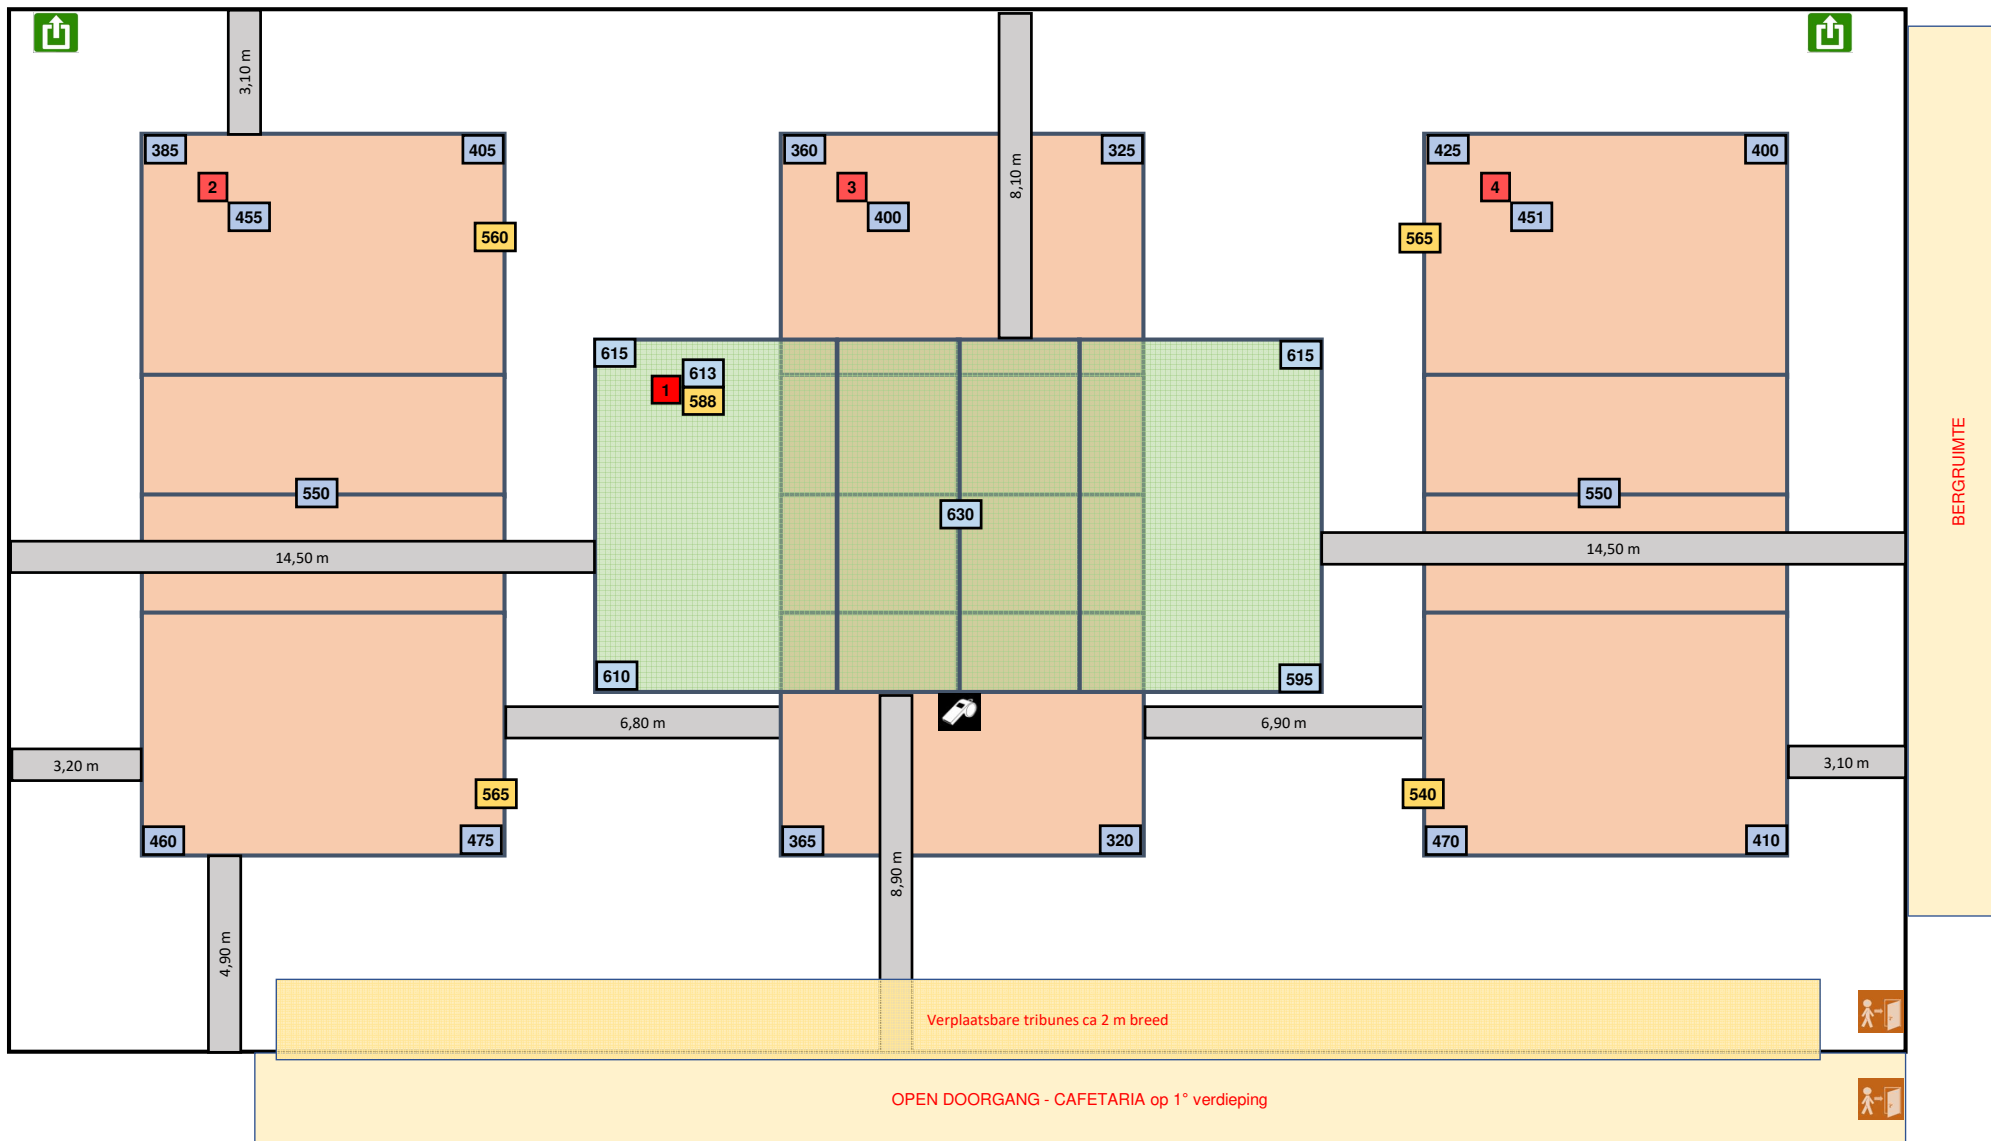 3,10 m
8,10 m
385
405
360
325
425
400
2
3
4
455
400
451
560
565
615
615
613
1
588
550
630
550
14,50 m
14,50 m
BERGRUIMTE
610
595
6,80 m
6,90 m
3,20 m
3,10 m
565
540
460
475
365
320
470
410
8,90 m
4,90 m
Verplaatsbare tribunes ca 2 m breed
OPEN DOORGANG - CAFETARIA op 1° verdieping